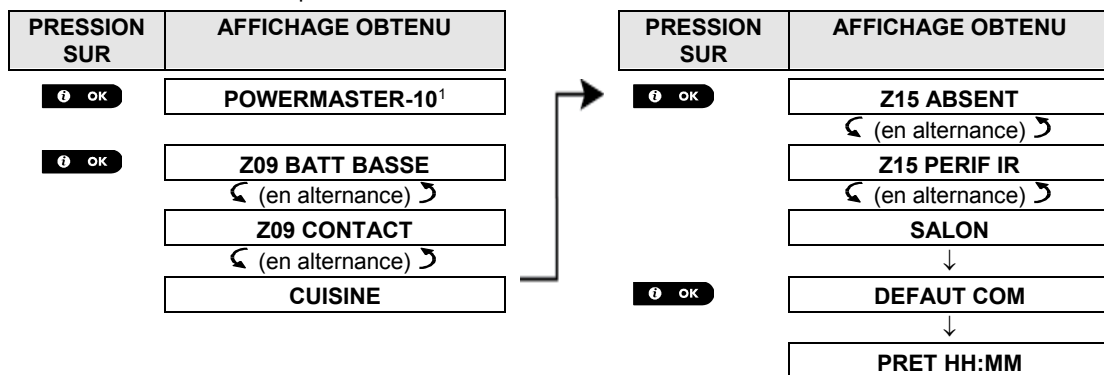 PRESSION SUR
AFFICHAGE OBTENU
OK
POWERMASTER-10¹
OK
Z09 BATT BASSE
(en alternance)
Z09 CONTACT
(en alternance)
CUISINE
PRESSION SUR
AFFICHAGE OBTENU
OK
Z15 ABSENT
(en alternance)
Z15 PERIF IR
(en alternance)
SALON
↓
OK
DEFAUT COM
↓
PRET HH:MM